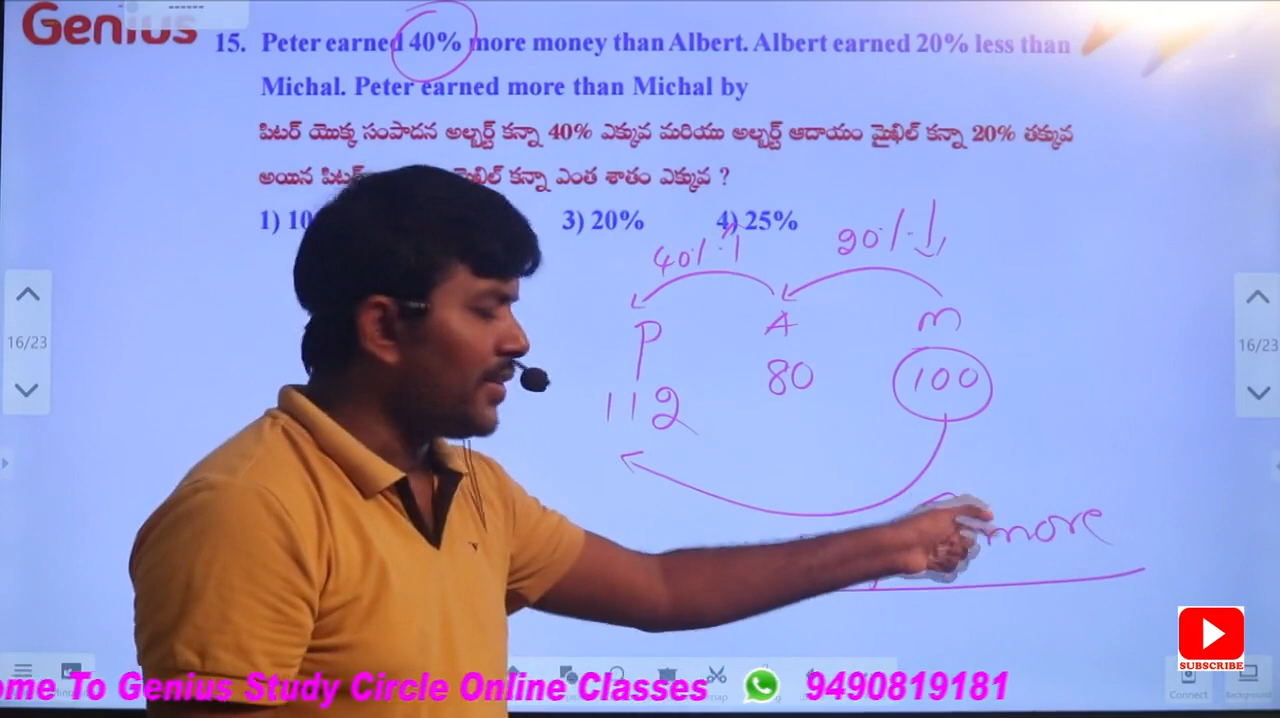 Genius
15. Peter earned 40% more money than Albert. Albert earned 20% less than
Michal. Peter earned more than Michal by
పిటర్ యొక్క సంపాదన అల్బర్ట్ కన్నా 40% ఎక్కువ మరియు అల్బర్ట్ ఆదాయం మైఖిల్ కన్నా 20% తక్కువ
అయిన కన్నా ఎంత శాతం ఎక్కువ ?
1) 3) 20% 4) 25%
40% ↑ 20% ↓
P A M
112 80 100
more
16/23 16/23
SUBSCRIBE
Connect Background
To Genius Study Circle Online Classes 9490819181